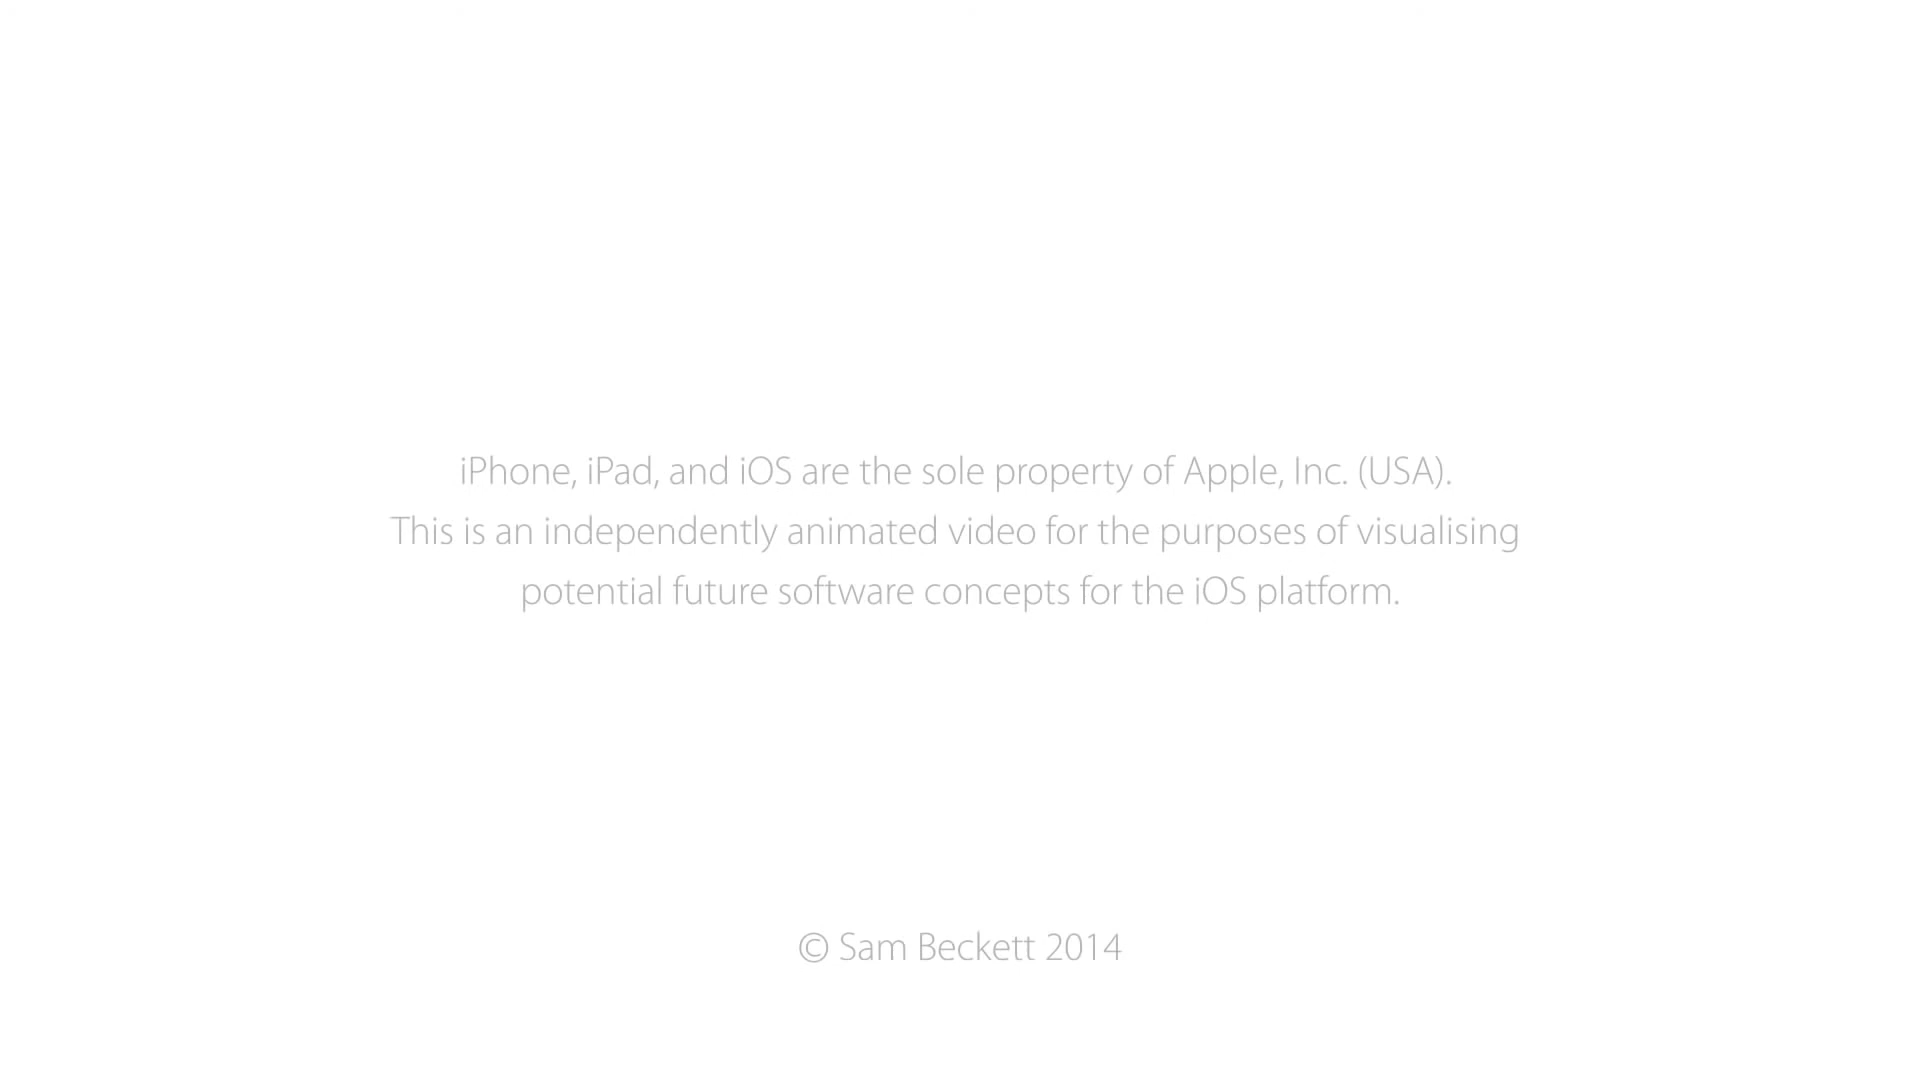 iPhone, iPad, and iOS are the sole property of Apple, Inc. (USA).
This is an independently animated video for the purposes of visualising
potential future software concepts for the iOS platform.
© Sam Beckett 2014